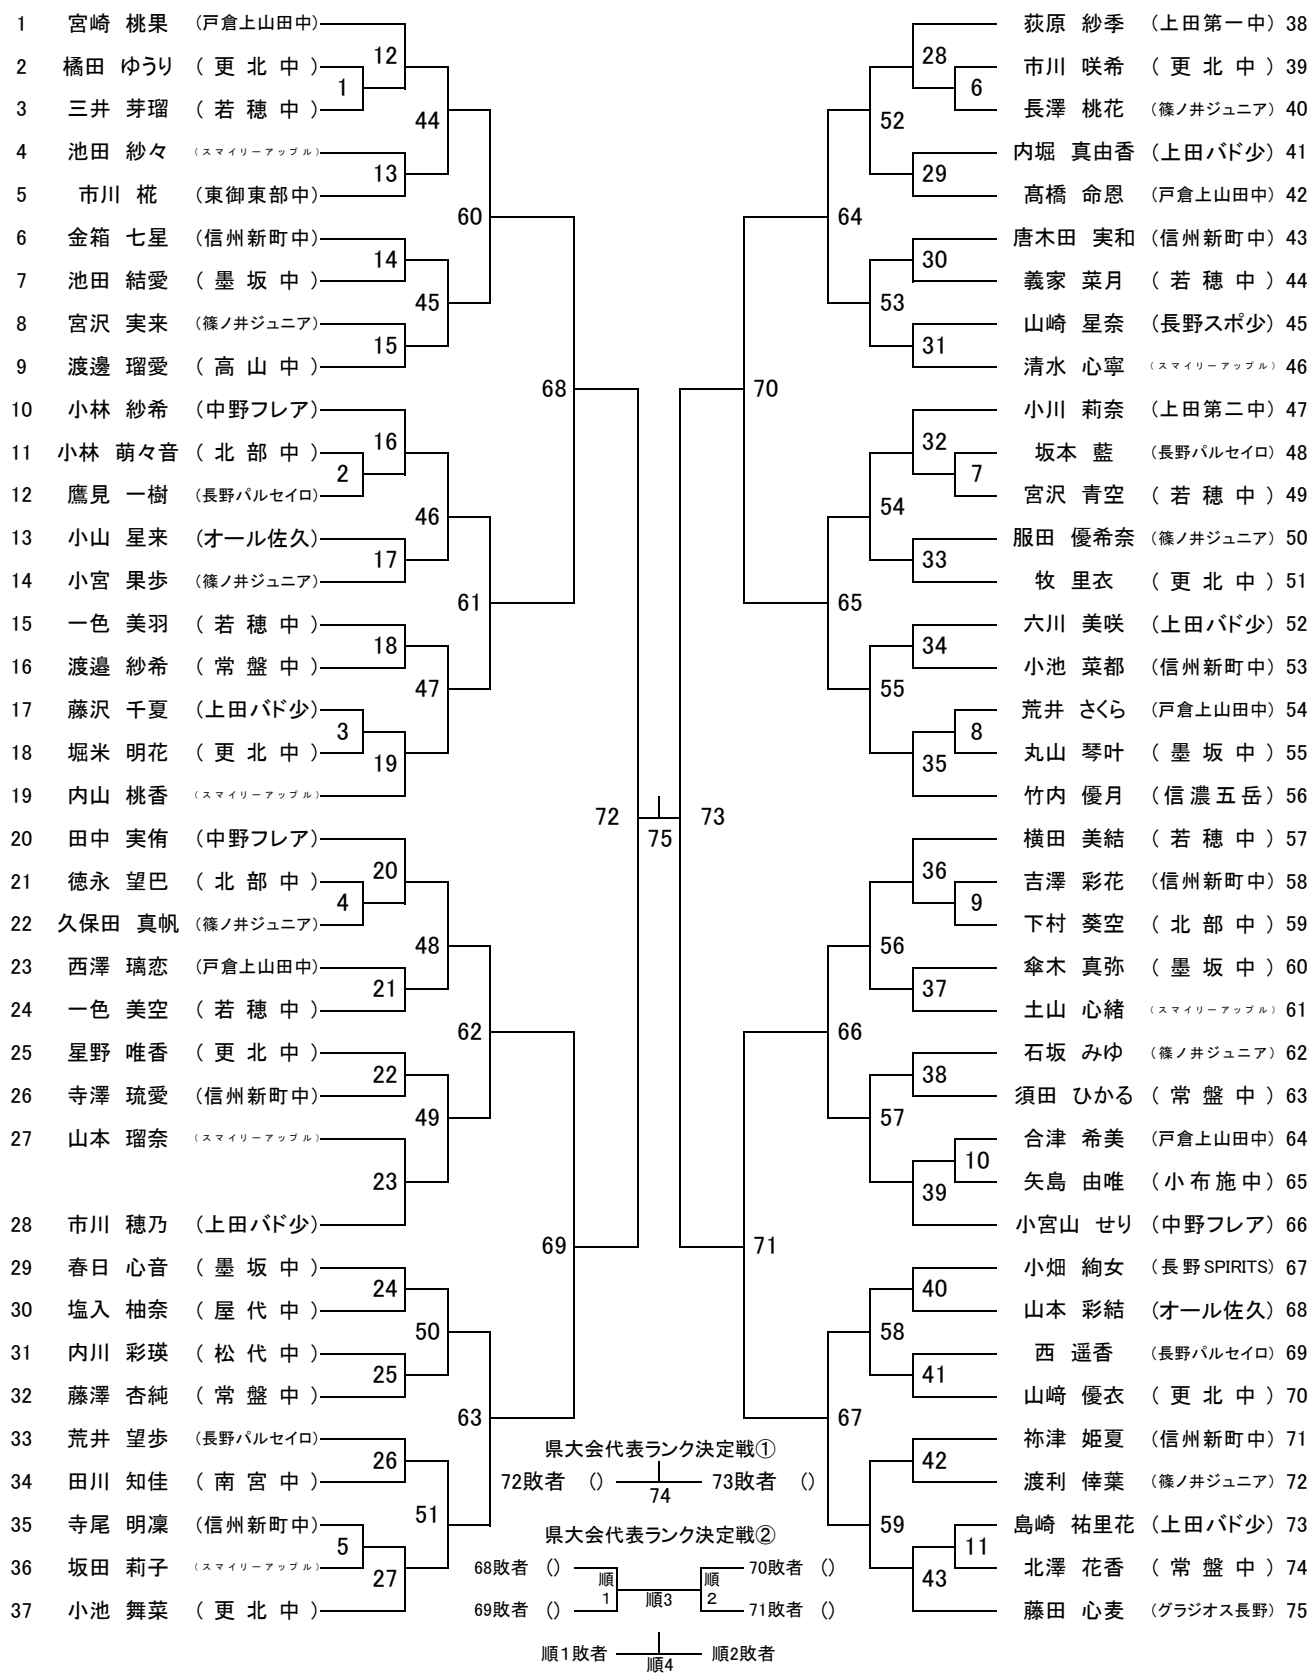 1 宮崎 桃果 (戸倉上山田中)
2 橘田 ゆうり ( 更 北 中 )
3 三井 芽瑠 ( 若 穂 中 )
4 池田 紗々 (スマイリーアップル)
5 市川 椛 (東御東部中)
6 金箱 七星 (信州新町中)
7 池田 結愛 ( 墨 坂 中 )
8 宮沢 実来 (篠ノ井ジュニア)
9 渡邊 瑠愛 ( 高 山 中 )
10 小林 紗希 (中野フレア)
11 小林 萌々音 ( 北 部 中 )
12 鷹見 一樹 (長野パルセイロ)
13 小山 星来 (オール佐久)
14 小宮 果歩 (篠ノ井ジュニア)
15 一色 美羽 ( 若 穂 中 )
16 渡邉 紗希 ( 常 盤 中 )
17 藤沢 千夏 (上田バド少)
18 堀米 明花 ( 更 北 中 )
19 内山 桃香 (スマイリーアップル)
20 田中 実侑 (中野フレア)
21 徳永 望巴 ( 北 部 中 )
22 久保田 真帆 (篠ノ井ジュニア)
23 西澤 璃恋 (戸倉上山田中)
24 一色 美空 ( 若 穂 中 )
25 星野 唯香 ( 更 北 中 )
26 寺澤 琉愛 (信州新町中)
27 山本 瑠奈 (スマイリーアップル)
28 市川 穂乃 (上田バド少)
29 春日 心音 ( 墨 坂 中 )
30 塩入 柚奈 ( 屋 代 中 )
31 内川 彩瑛 ( 松 代 中 )
32 藤澤 杏純 ( 常 盤 中 )
33 荒井 望歩 (長野パルセイロ)
34 田川 知佳 ( 南 宮 中 )
35 寺尾 明凜 (信州新町中)
36 坂田 莉子 (スマイリーアップル)
37 小池 舞菜 ( 更 北 中 )
12
1
44
13
60
14
45
15
68
16
2
46
17
61
18
47
3
19
72
20
4
48
21
62
22
49
23
69
24
50
25
63
26
51
5
27
75
73
28
6
52
29
64
30
53
31
70
32
7
54
33
65
34
55
8
35
36
9
56
37
66
38
57
10
39
71
40
58
41
67
42
59
11
43
荻原 紗季 (上田第一中) 38
市川 咲希 ( 更 北 中 ) 39
長澤 桃花 (篠ノ井ジュニア) 40
内堀 真由香 (上田バド少) 41
髙橋 命恩 (戸倉上山田中) 42
唐木田 実和 (信州新町中) 43
義家 菜月 ( 若 穂 中 ) 44
山崎 星奈 (長野スポ少) 45
清水 心寧 (スマイリーアップル) 46
小川 莉奈 (上田第二中) 47
坂本 藍 (長野パルセイロ) 48
宮沢 青空 ( 若 穂 中 ) 49
服田 優希奈 (篠ノ井ジュニア) 50
牧 里衣 ( 更 北 中 ) 51
六川 美咲 (上田バド少) 52
小池 菜都 (信州新町中) 53
荒井 さくら (戸倉上山田中) 54
丸山 琴叶 ( 墨 坂 中 ) 55
竹内 優月 (信濃五岳) 56
横田 美結 ( 若 穂 中 ) 57
吉澤 彩花 (信州新町中) 58
下村 葵空 ( 北 部 中 ) 59
傘木 真弥 ( 墨 坂 中 ) 60
土山 心緒 (スマイリーアップル) 61
石坂 みゆ (篠ノ井ジュニア) 62
須田 ひかる ( 常 盤 中 ) 63
合津 希美 (戸倉上山田中) 64
矢島 由唯 (小布施中) 65
小宮山 せり (中野フレア) 66
小畑 絢女 (長野SPIRITS) 67
山本 彩結 (オール佐久) 68
西 遥香 (長野パルセイロ) 69
山﨑 優衣 ( 更 北 中 ) 70
祢津 姫夏 (信州新町中) 71
渡利 倖葉 (篠ノ井ジュニア) 72
島崎 祐里花 (上田バド少) 73
北澤 花香 ( 常 盤 中 ) 74
藤田 心麦 (グラジオス長野) 75
県大会代表ランク決定戦①
72敗者 () 74 73敗者 ()
県大会代表ランク決定戦②
68敗者 () 順1 順2 70敗者 ()
順3
69敗者 () 71敗者 ()
順1敗者 順4 順2敗者